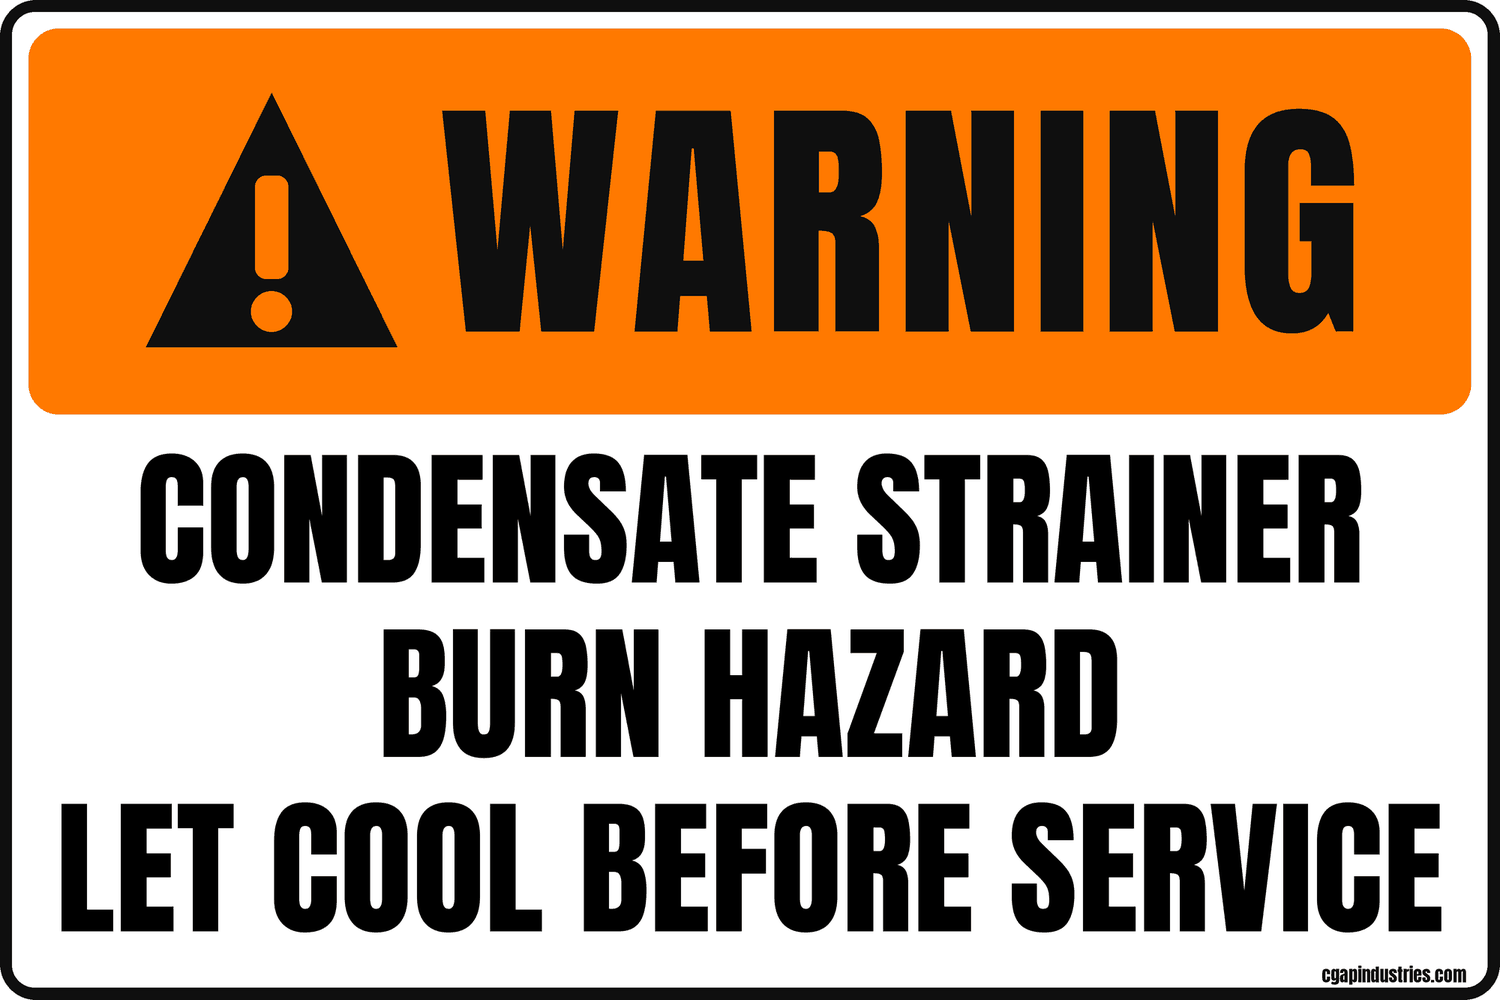 WARNING
CONDENSATE STRAINER
BURN HAZARD
LET COOL BEFORE SERVICE
cgapindustries.com